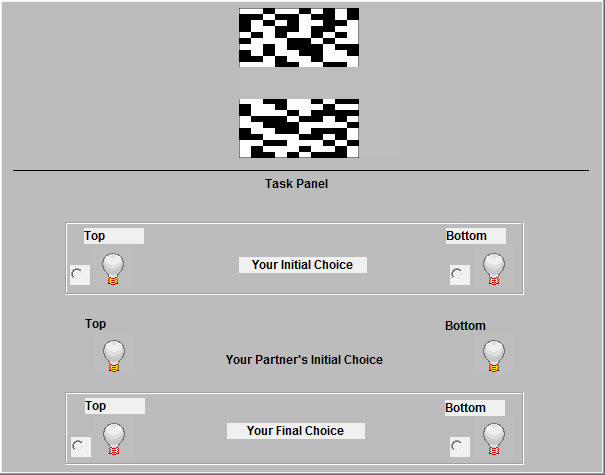 Task Panel
Top
Bottom
Your Initial Choice
Top
Bottom
Your Partner's Initial Choice
Top
Bottom
Your Final Choice